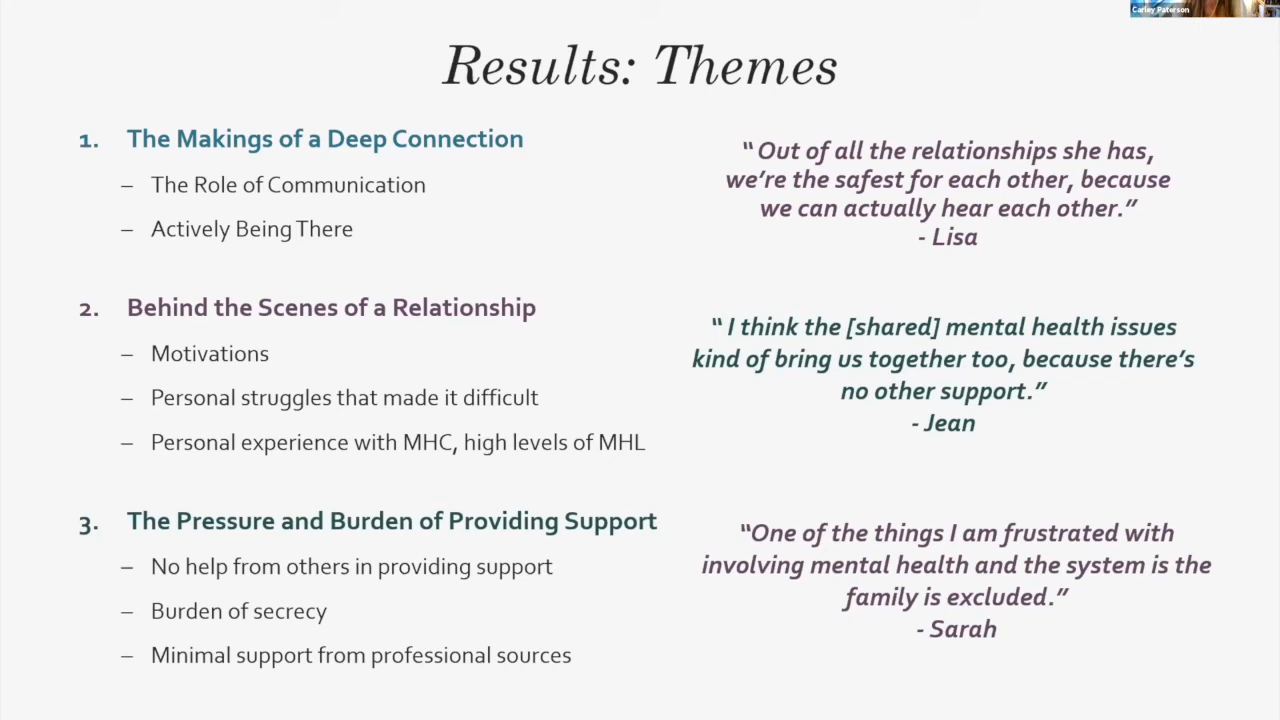 Carley Paterson
Results: Themes
1. The Makings of a Deep Connection
– The Role of Communication
– Actively Being There
“Out of all the relationships she has,
we’re the safest for each other, because
we can actually hear each other.”
- Lisa
2. Behind the Scenes of a Relationship
– Motivations
– Personal struggles that made it difficult
– Personal experience with MHC, high levels of MHL
“I think the [shared] mental health issues
kind of bring us together too, because there’s
no other support.”
- Jean
3. The Pressure and Burden of Providing Support
– No help from others in providing support
– Burden of secrecy
– Minimal support from professional sources
“One of the things I am frustrated with
involving mental health and the system is the
family is excluded.”
- Sarah